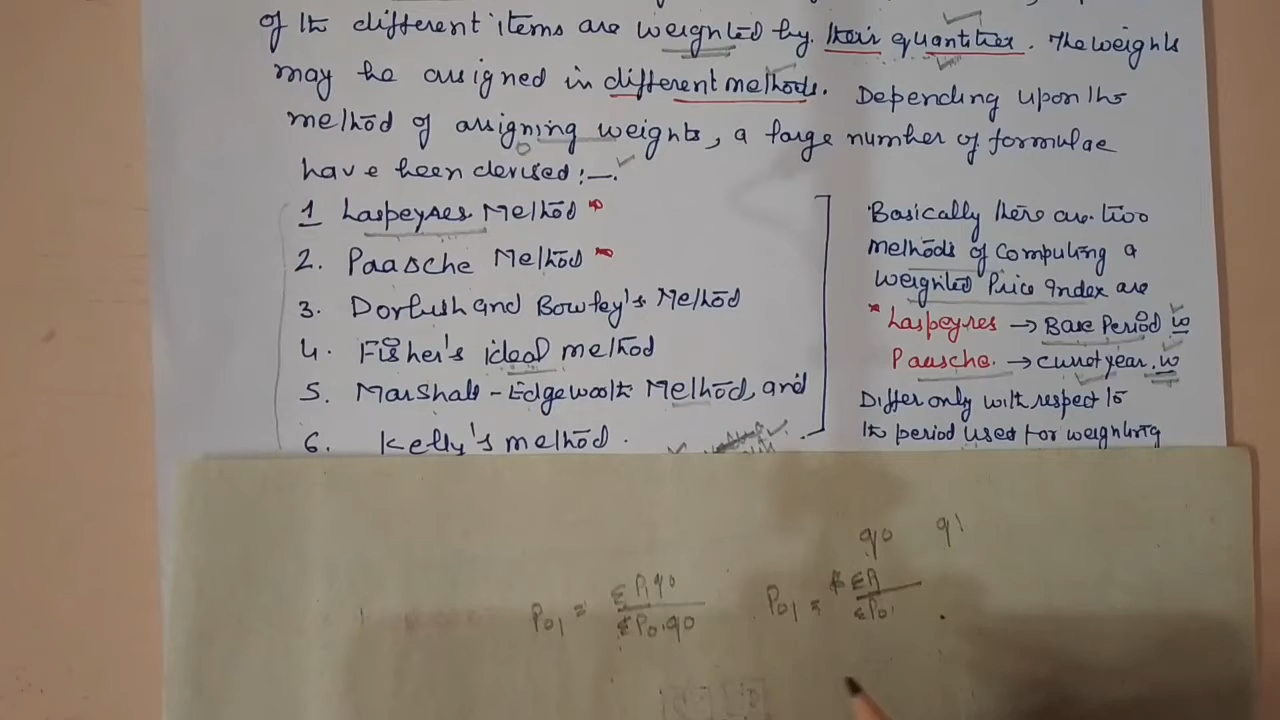 of the different items are weighted by their quantities. The weights
may be assigned in different methods. Depending upon the
method of assigning weights, a large number of formulae
have been devised :-
1 Laspeyres Method
2. Paasche Method
3. Dorbish and Bowley's Method
4. Fisher's ideal method
5. Marshall - Edgeworth Method, and
6. Kelly's method.
Basically there are two
methods of computing a
weighted Price Index are
* Laspeyres → Base Period w
Paasche. → current year. w
Differ only with respect to
the period used for weighting
q0 q1
P01 = ΣP1q0 / ΣP0.q0
P01 = ΣP1 / ΣP0